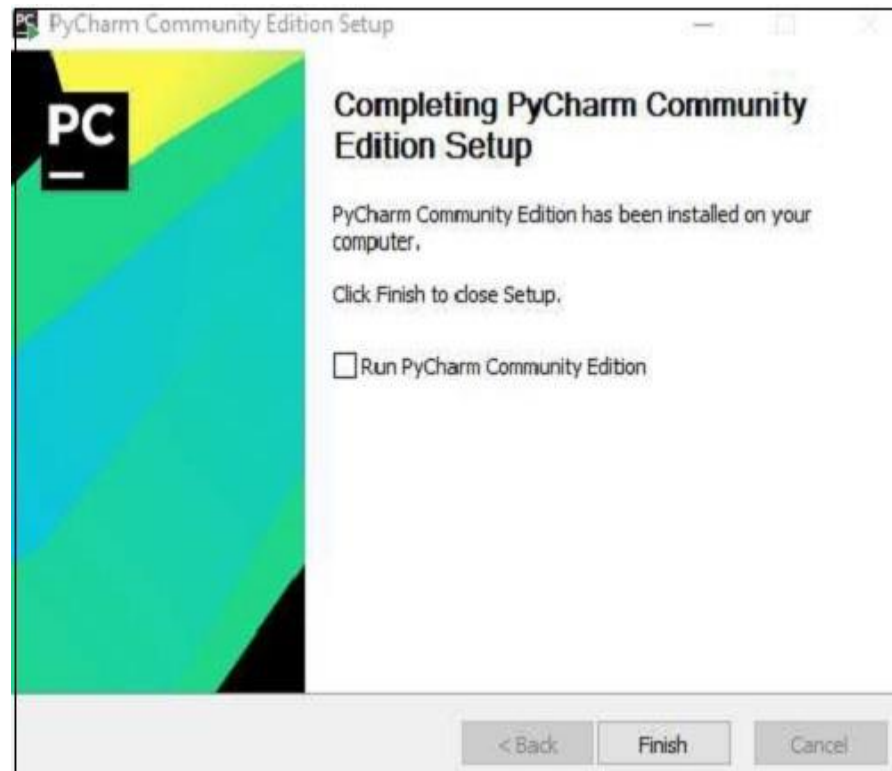 PyCharm Community Edition Setup
PC
Completing PyCharm Community
Edition Setup
PyCharm Community Edition has been installed on your
computer.
Click Finish to close Setup.
Run PyCharm Community Edition
< Back Finish Cancel